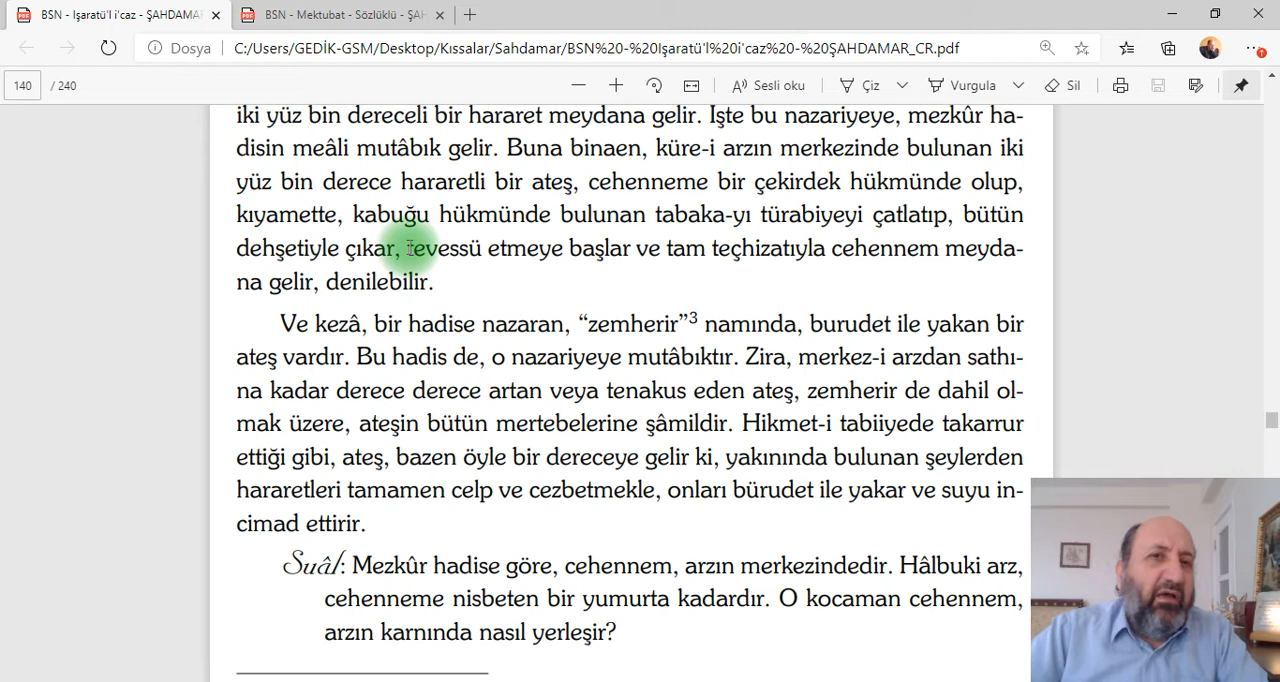 BSN - Işaratü'l i'caz - ŞAHDAMAR
BSN - Mektubat - Sözlüklü - ŞAH
Dosya
C:/Users/GEDİK-GSM/Desktop/Kıssalar/Sahdamar/BSN%20-%20Işaratü'l%20i'caz%20-%20ŞAHDAMAR_CR.pdf
140 / 240
Sesli oku
Çiz
Vurgula
Sil
iki yüz bin dereceli bir hararet meydana gelir. İşte bu nazariyeye, mezkûr ha-
disin meâli mutâbık gelir. Buna binaen, küre-i arzın merkezinde bulunan iki
yüz bin derece hararetli bir ateş, cehenneme bir çekirdek hükmünde olup,
kıyamette, kabuğu hükmünde bulunan tabaka-yı türabiyeyi çatlatıp, bütün
dehşetiyle çıkar, tevessü etmeye başlar ve tam teçhizatıyla cehennem meyda-
na gelir, denilebilir.
Ve kezâ, bir hadise nazaran, “zemherir”³ namında, burudet ile yakan bir
ateş vardır. Bu hadis de, o nazariyeye mutâbıktır. Zira, merkez-i arzdan sathı-
na kadar derece derece artan veya tenakus eden ateş, zemherir de dahil ol-
mak üzere, ateşin bütün mertebelerine şâmildir. Hikmet-i tabiiyede takarrur
ettiği gibi, ateş, bazen öyle bir dereceye gelir ki, yakınında bulunan şeylerden
hararetleri tamamen celp ve cezbetmekle, onları bürudet ile yakar ve suyu in-
cimad ettirir.
Suâl: Mezkûr hadise göre, cehennem, arzın merkezindedir. Hâlbuki arz,
cehenneme nisbeten bir yumurta kadardır. O kocaman cehennem,
arzın karnında nasıl yerleşir?